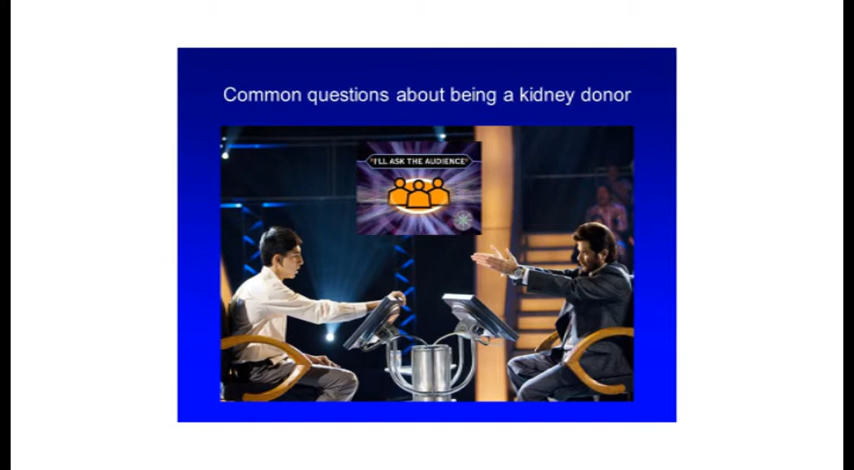 Common questions about being a kidney donor
"I'LL ASK THE AUDIENCE"